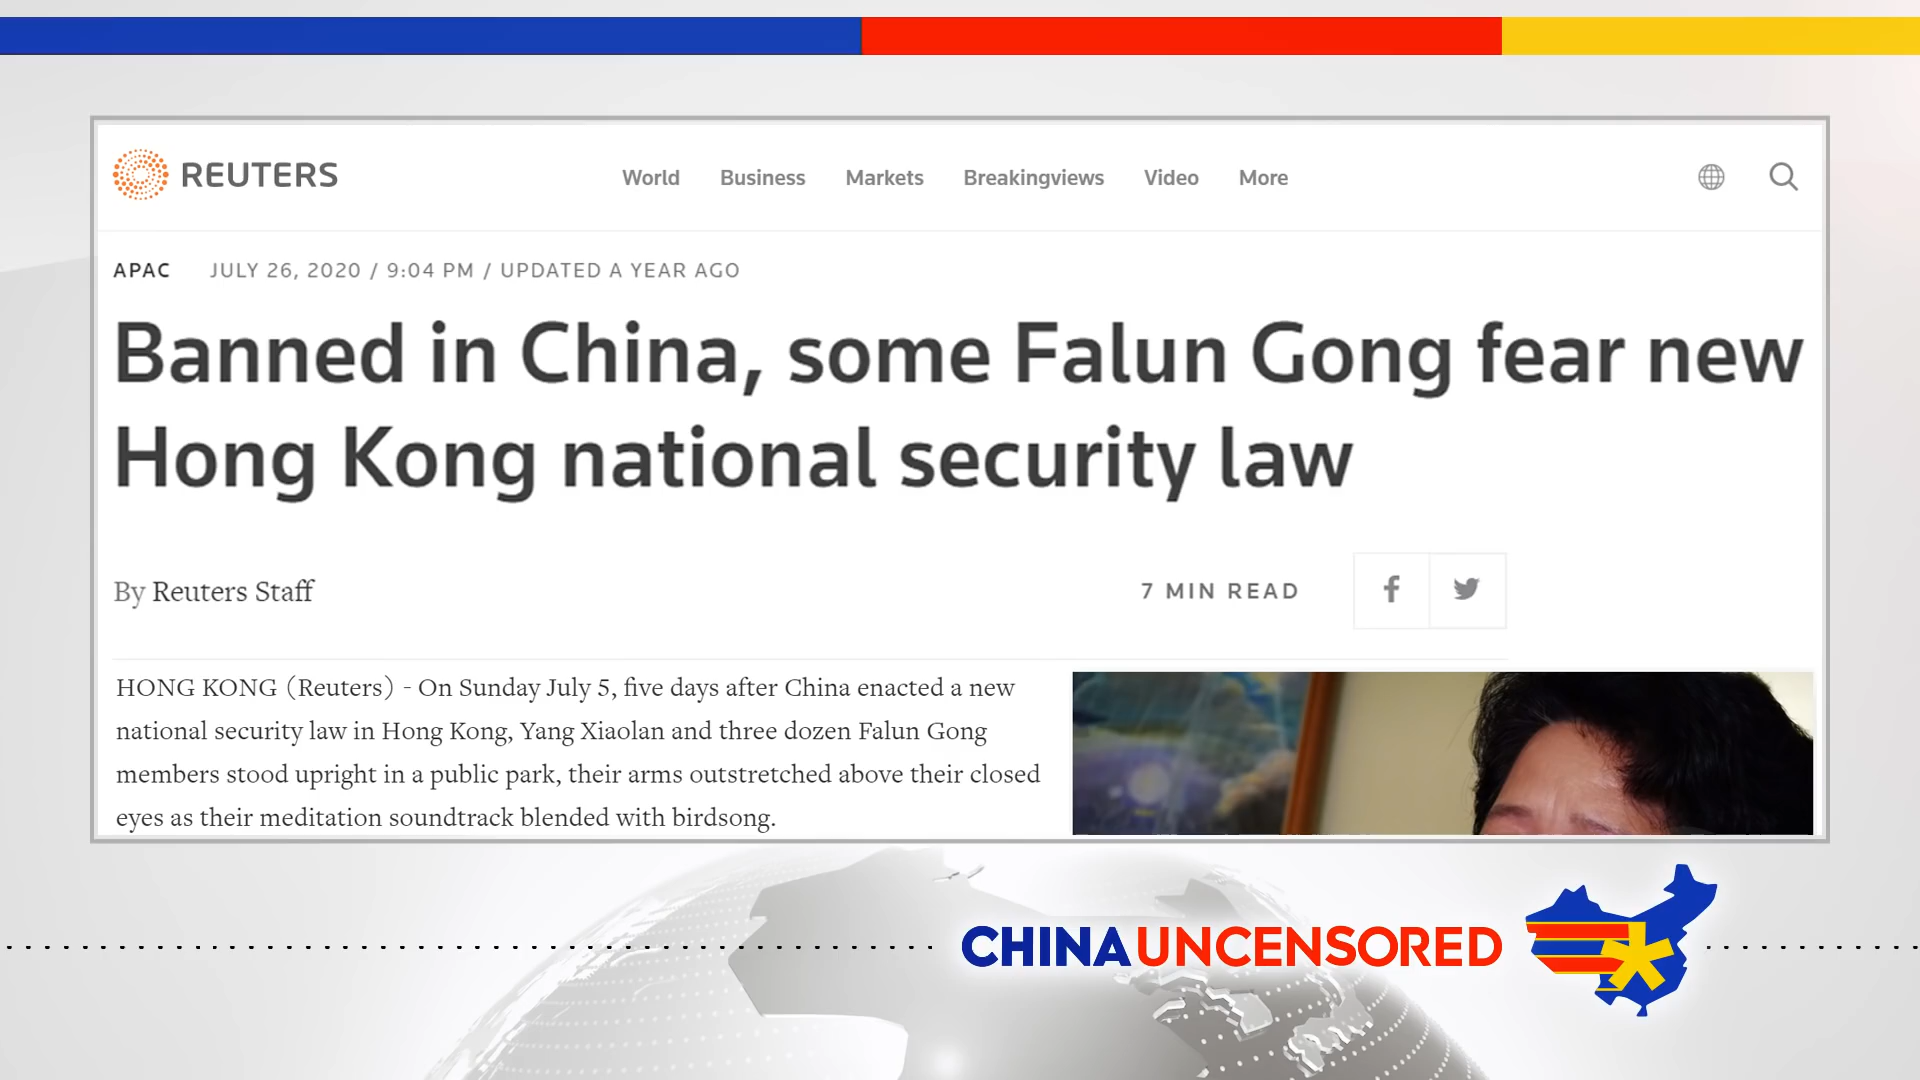 REUTERS
World Business Markets Breakingviews Video More
APAC JULY 26, 2020 / 9:04 PM / UPDATED A YEAR AGO
Banned in China, some Falun Gong fear new
Hong Kong national security law
By Reuters Staff
7 MIN READ
HONG KONG (Reuters) - On Sunday July 5, five days after China enacted a new
national security law in Hong Kong, Yang Xiaolan and three dozen Falun Gong
members stood upright in a public park, their arms outstretched above their closed
eyes as their meditation soundtrack blended with birdsong.
CHINA UNCENSORED